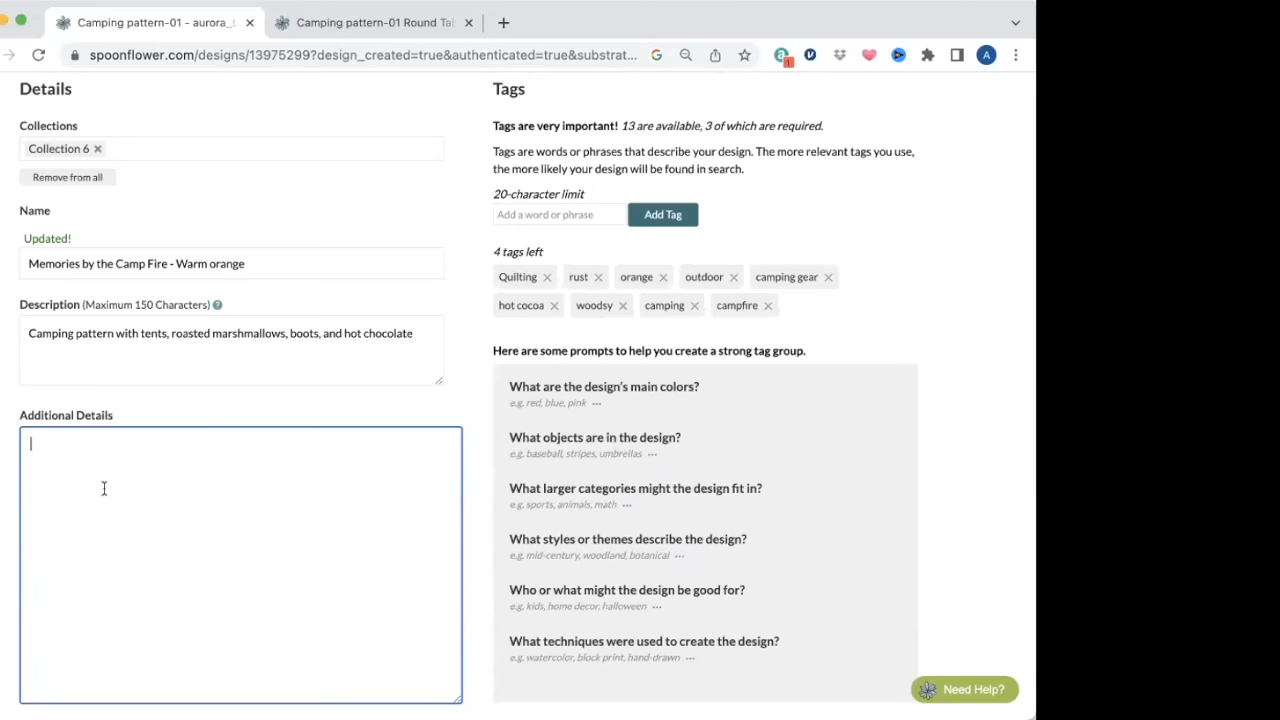 Camping pattern-01 - aurora_b
Camping pattern-01 Round Tab
spoonflower.com/designs/13975299?design_created=true&authenticated=true&substrat...
1
A
Details
Collections
Collection 6
Remove from all
Name
Updated!
Memories by the Camp Fire - Warm orange
Description (Maximum 150 Characters) ?
Camping pattern with tents, roasted marshmallows, boots, and hot chocolate
Additional Details
Tags
Tags are very important! 13 are available, 3 of which are required.
Tags are words or phrases that describe your design. The more relevant tags you use,
the more likely your design will be found in search.
20-character limit
Add a word or phrase Add Tag
4 tags left
Quilting rust orange outdoor camping gear
hot cocoa woodsy camping campfire
Here are some prompts to help you create a strong tag group.
What are the design's main colors?
e.g. red, blue, pink ...
What objects are in the design?
e.g. baseball, stripes, umbrellas ...
What larger categories might the design fit in?
e.g. sports, animals, math ...
What styles or themes describe the design?
e.g. mid-century, woodland, botanical ...
Who or what might the design be good for?
e.g. kids, home decor, halloween ...
What techniques were used to create the design?
e.g. watercolor, block print, hand-drawn ...
Need Help?